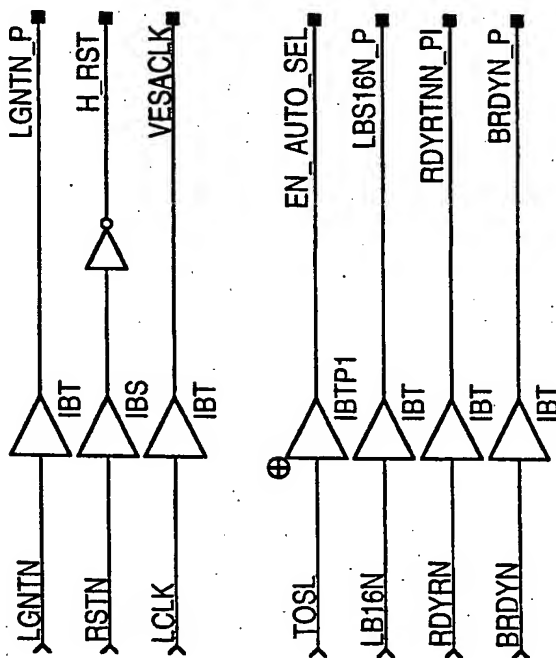 LGNTN IBT LGNTN_P
RSTN IBS H_RST
LCLK IBT VESACLK
TOSL IBTP1 EN_AUTO_SEL
LB16N IBT LBS16N_P
RDYRN IBT RDYRTNN_PI
BRDYN IBT BRDYN_P